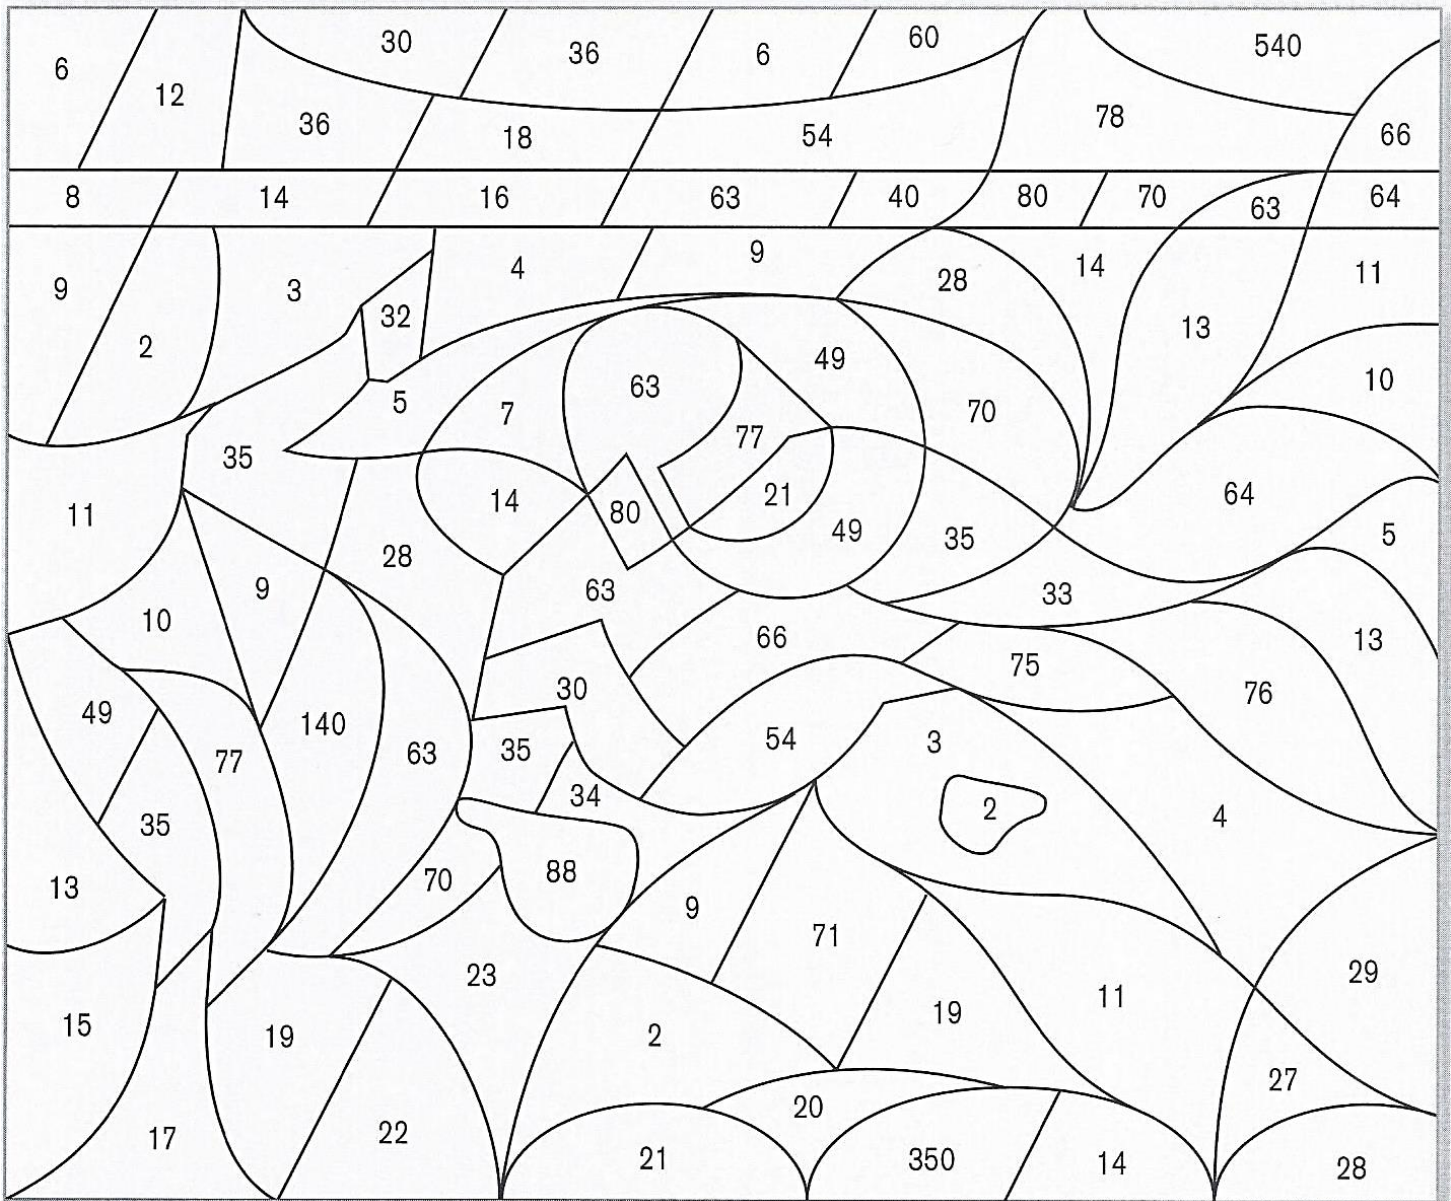 6 12 30 36 6 60 540
36 18 54 78 66
8 14 16 63 40 80 70 63 64
9 2 3 32 4 9 28 14 13 11
5 7 63 49 70 10
35 77
11 14 80 21 49 35 64 5
28
10 9 63 33
66 75 13
49 77 140 63 30 54 3 76
35
35 34 2 4
13 70 88 9
71
15 19 23 2 19 11 29
27
17 22 21 20 350 14 28